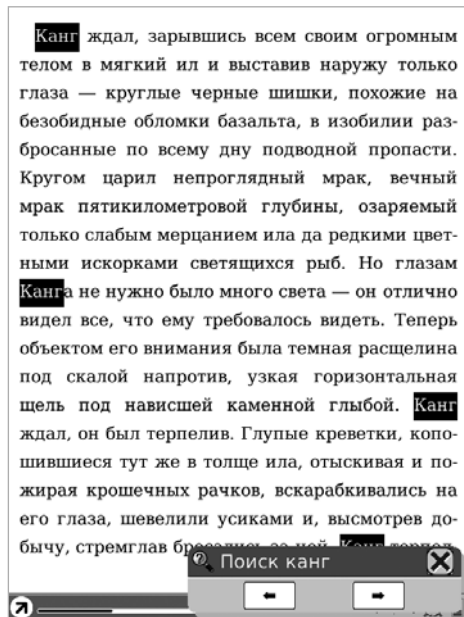 Канг ждал, зарывшись всем своим огромным
телом в мягкий ил и выставив наружу только
глаза — круглые черные шишки, похожие на
безобидные обломки базальта, в изобилии раз-
бросанные по всему дну подводной пропасти.
Кругом царил непроглядный мрак, вечный
мрак пятикилометровой глубины, озаряемый
только слабым мерцанием ила да редкими цвет-
ными искорками светящихся рыб. Но глазам
Канга не нужно было много света — он отлично
видел все, что ему требовалось видеть. Теперь
объектом его внимания была темная расщелина
под скалой напротив, узкая горизонтальная
щель под нависшей каменной глыбой. Канг
ждал, он был терпелив. Глупые креветки, копо-
шившиеся тут же в толще ила, отыскивая и по-
жирая крошечных рачков, вскарабкивались на
его глаза, шевелили усиками и, высмотрев до-
бычу, стремглав бросались за ней. Канг терпел
Поиск канг